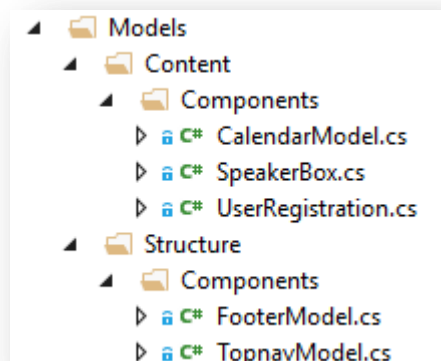 Models
Content
Components
C# CalendarModel.cs
C# SpeakerBox.cs
C# UserRegistration.cs
Structure
Components
C# FooterModel.cs
C# TopnavModel.cs